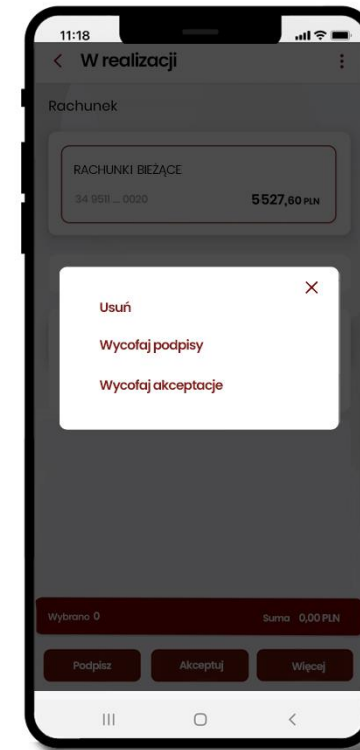 11:18
W realizacji
Rachunek
RACHUNKI BIEŻĄCE
34 9511 ... 0020 5 527,60 PLN
Usuń
Wycofaj podpisy
Wycofaj akceptacje
Wybrano 0 Suma 0,00 PLN
Podpisz Akceptuj Więcej